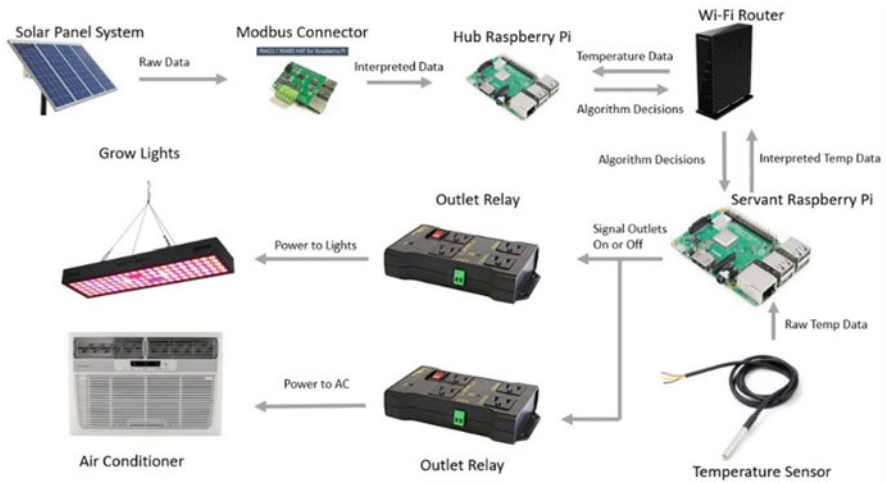 Solar Panel System
Modbus Connector
Hub Raspberry Pi
Wi-Fi Router
Raw Data
Interpreted Data
Temperature Data
Algorithm Decisions
Grow Lights
Algorithm Decisions
Interpreted Temp Data
Outlet Relay
Servant Raspberry Pi
Power to Lights
Signal Outlets
On or Off
Raw Temp Data
Power to AC
Air Conditioner
Outlet Relay
Temperature Sensor